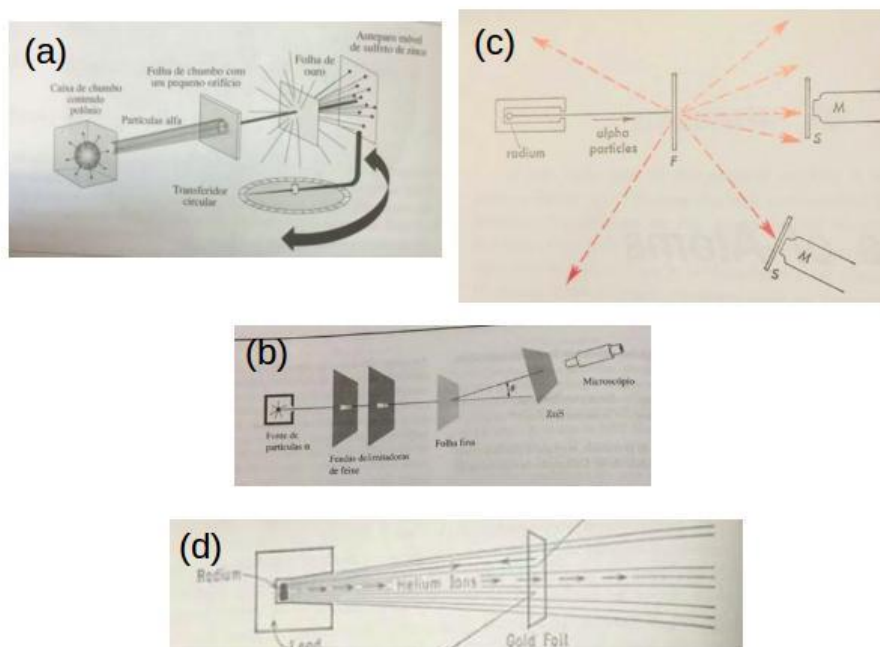 (a)
Caixa de chumbo
contendo
polônio
Partículas alfa
Folha de chumbo com
um pequeno orifício
Folha de
ouro
Anteparo móvel
de sulfeto de zinco
Transferidor
circular
(c)
radium
alpha
particles
F
S
M
S
M
(b)
Fonte de
partículas α
Fendas delimitadoras
de feixe
Folha fina
θ
ZnS
Microscópio
(d)
Radium
Helium Ions
Lead
Gold Foil